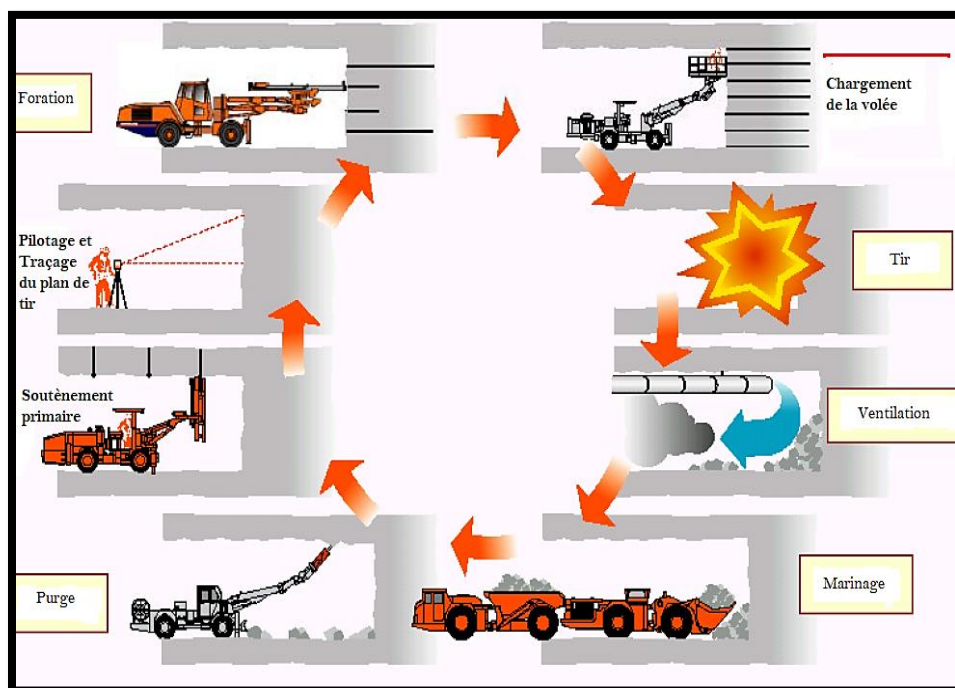 Foration
Chargement
de la volée
Pilotage et
Traçage
du plan de
tir
Tir
Soutènement
primaire
Ventilation
Purge
Marinage